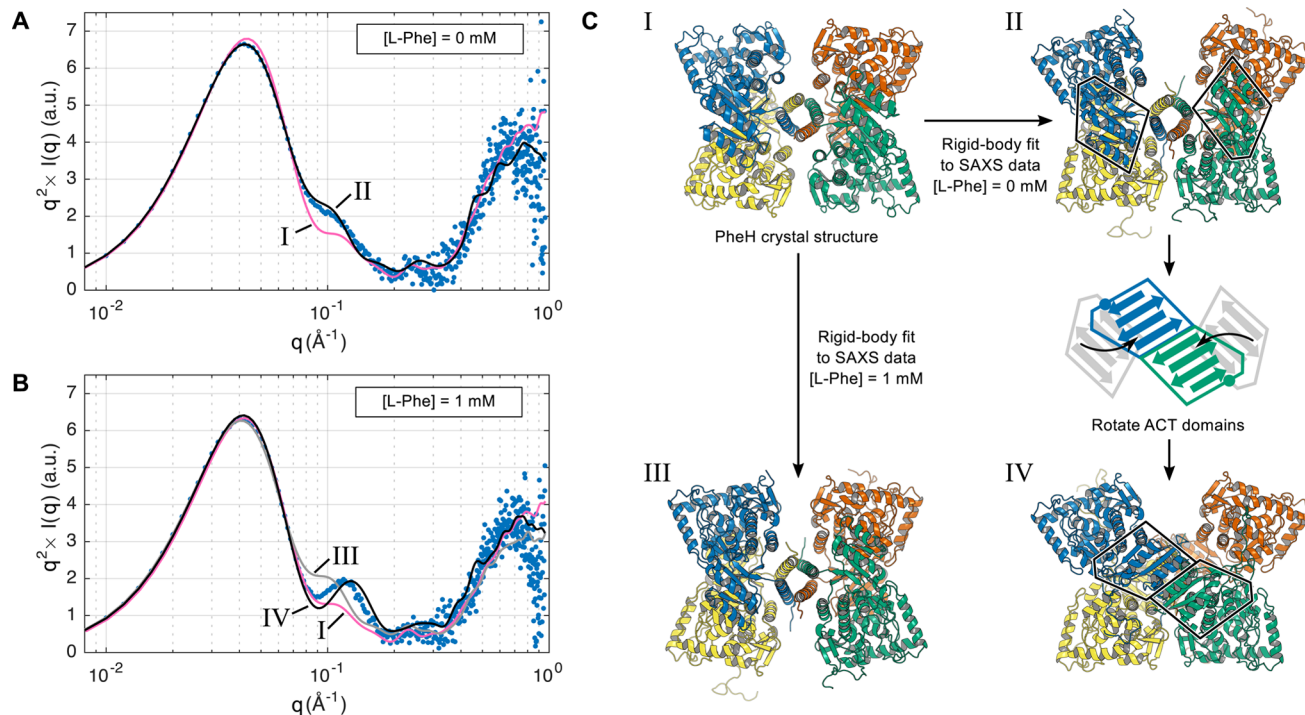 A
[L-Phe] = 0 mM
q² × I(q) (a.u.)
7
6
5
4
3
2
1
0
II
I
10⁻²
10⁻¹
10⁰
q (Å⁻¹)
B
[L-Phe] = 1 mM
q² × I(q) (a.u.)
7
6
5
4
3
2
1
0
III
IV
I
10⁻²
10⁻¹
10⁰
q (Å⁻¹)
C
I
PheH crystal structure
Rigid-body fit
to SAXS data
[L-Phe] = 0 mM
II
Rigid-body fit
to SAXS data
[L-Phe] = 1 mM
Rotate ACT domains
III
IV